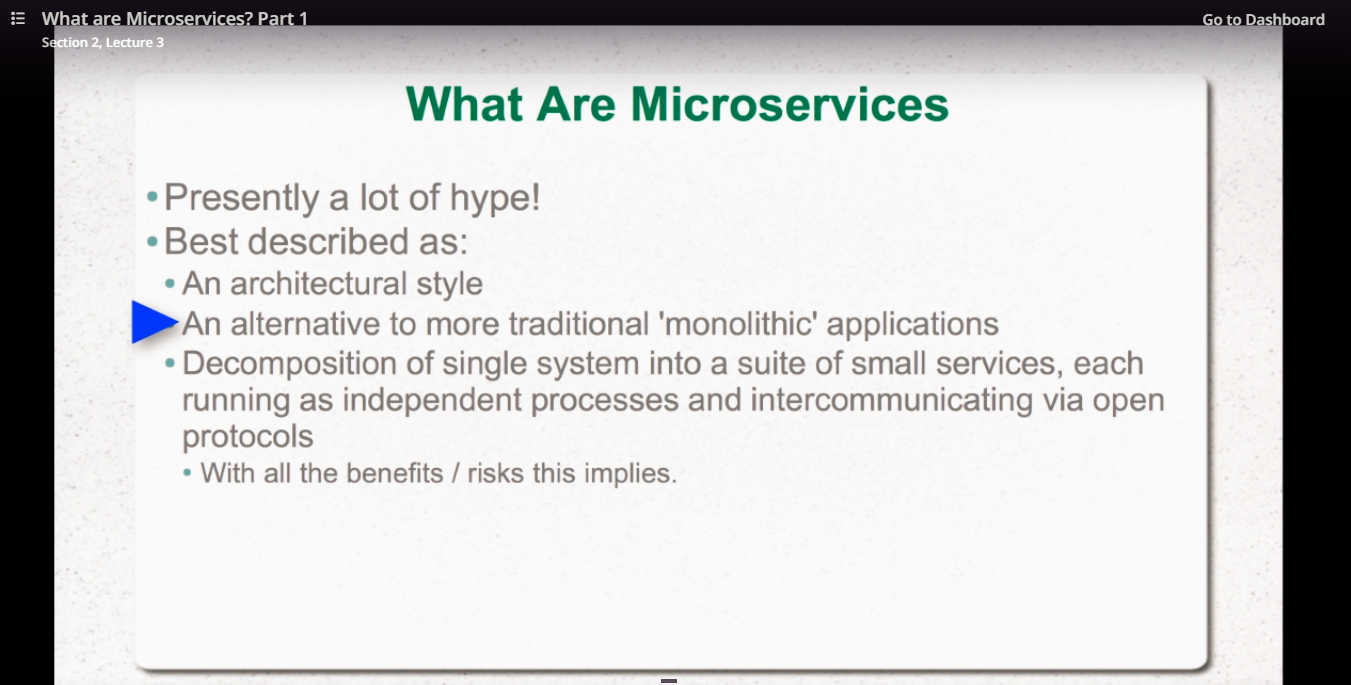 What are Microservices? Part 1
Go to Dashboard
Section 2, Lecture 3
What Are Microservices
Presently a lot of hype!
Best described as:
An architectural style
An alternative to more traditional 'monolithic' applications
Decomposition of single system into a suite of small services, each
running as independent processes and intercommunicating via open
protocols
With all the benefits / risks this implies.